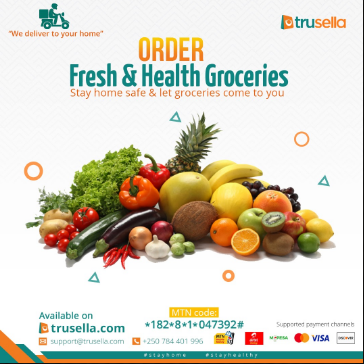 "We deliver to your home"
trusella
ORDER
Fresh & Health Groceries
Stay home safe & let groceries come to you
Available on
trusella.com
support@trusella.com
+250 784 401 996
MTN code:
*182*8*1*047392#
Supported payment channels
VISA
#stayhome #stayhealthy